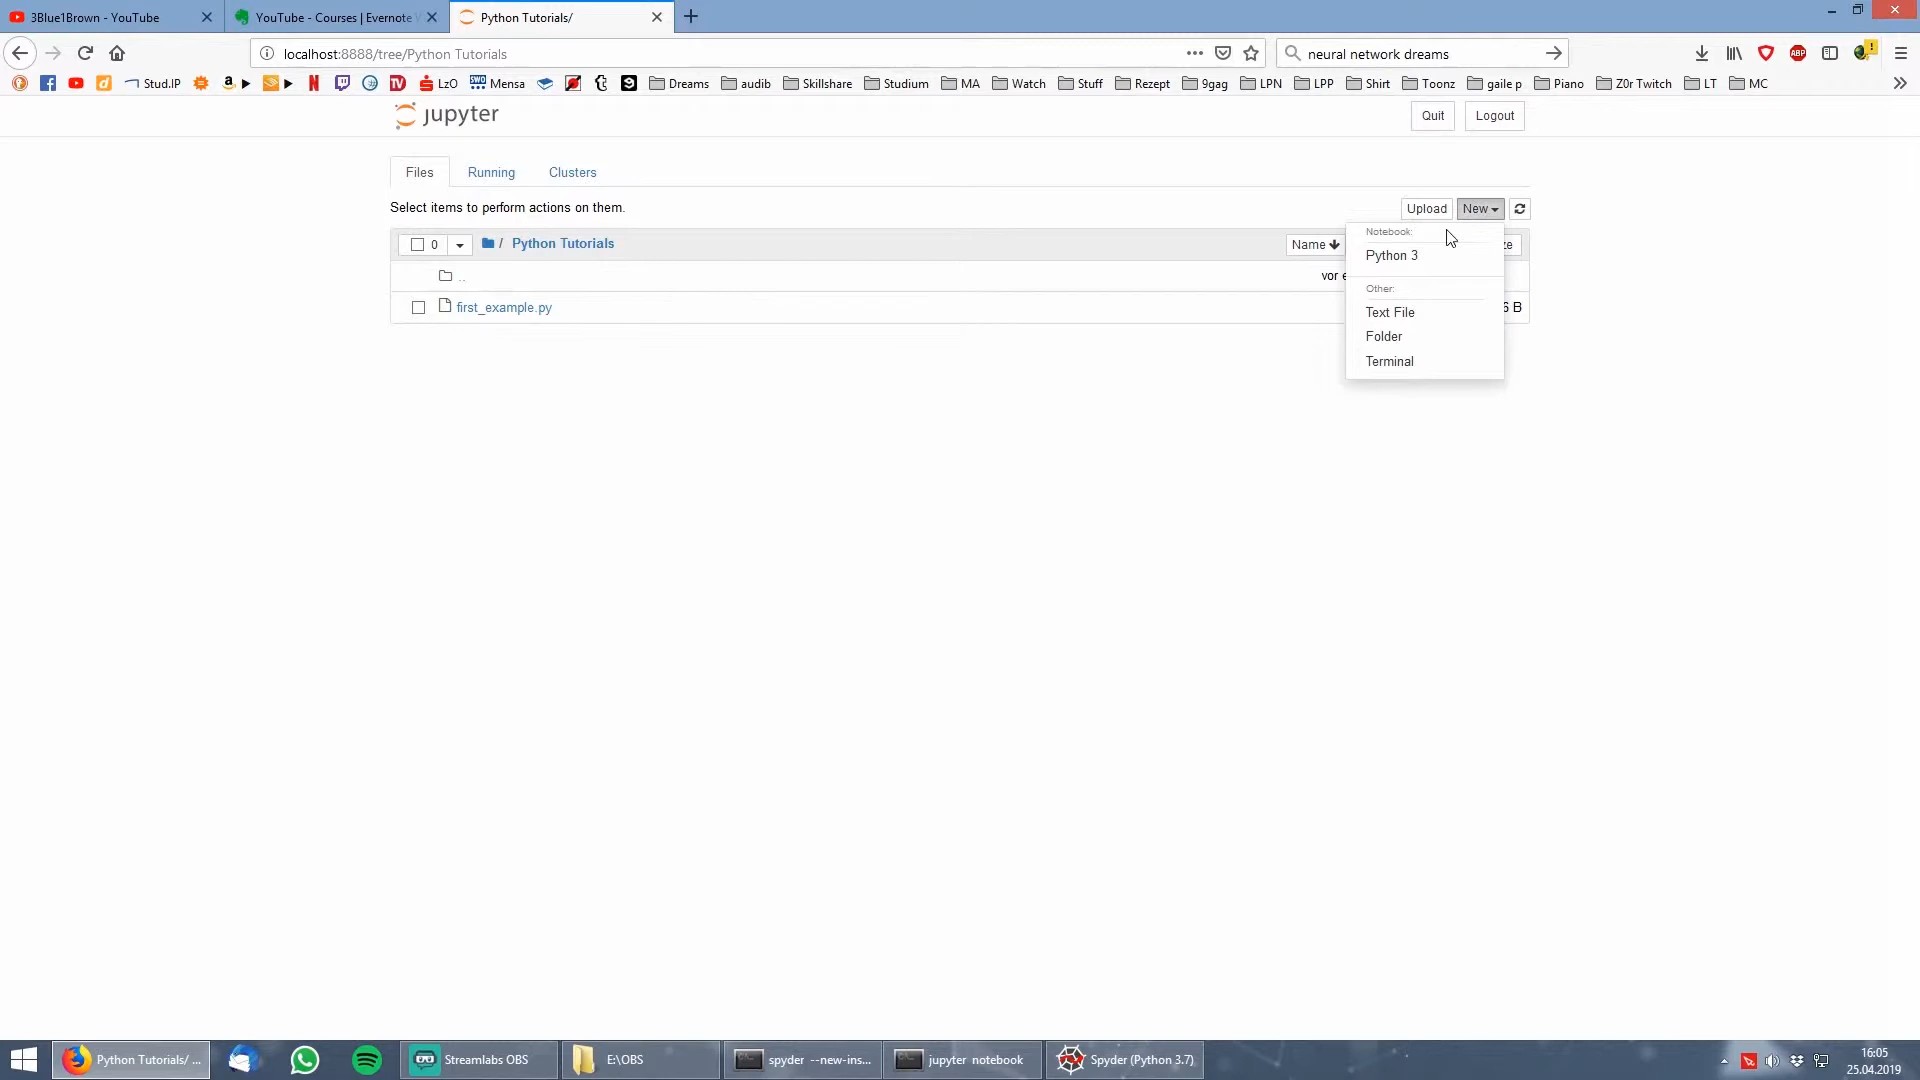 3Blue1Brown - YouTube
YouTube - Courses | Evernote
Python Tutorials/
localhost:8888/tree/Python Tutorials
neural network dreams
Stud.IP
LzO
Mensa
Dreams
audib
Skillshare
Studium
MA
Watch
Stuff
Rezept
9gag
LPN
LPP
Shirt
Toonz
gaile p
Piano
Z0r Twitch
LT
MC
jupyter
Quit
Logout
Files
Running
Clusters
Select items to perform actions on them.
Upload
New
0
/ Python Tutorials
Name
Notebook:
Python 3
..
vor
first_example.py
B
Other:
Text File
Folder
Terminal
Python Tutorials/ ...
Streamlabs OBS
E:\OBS
spyder --new-ins...
jupyter notebook
Spyder (Python 3.7)
16:05
25.04.2019